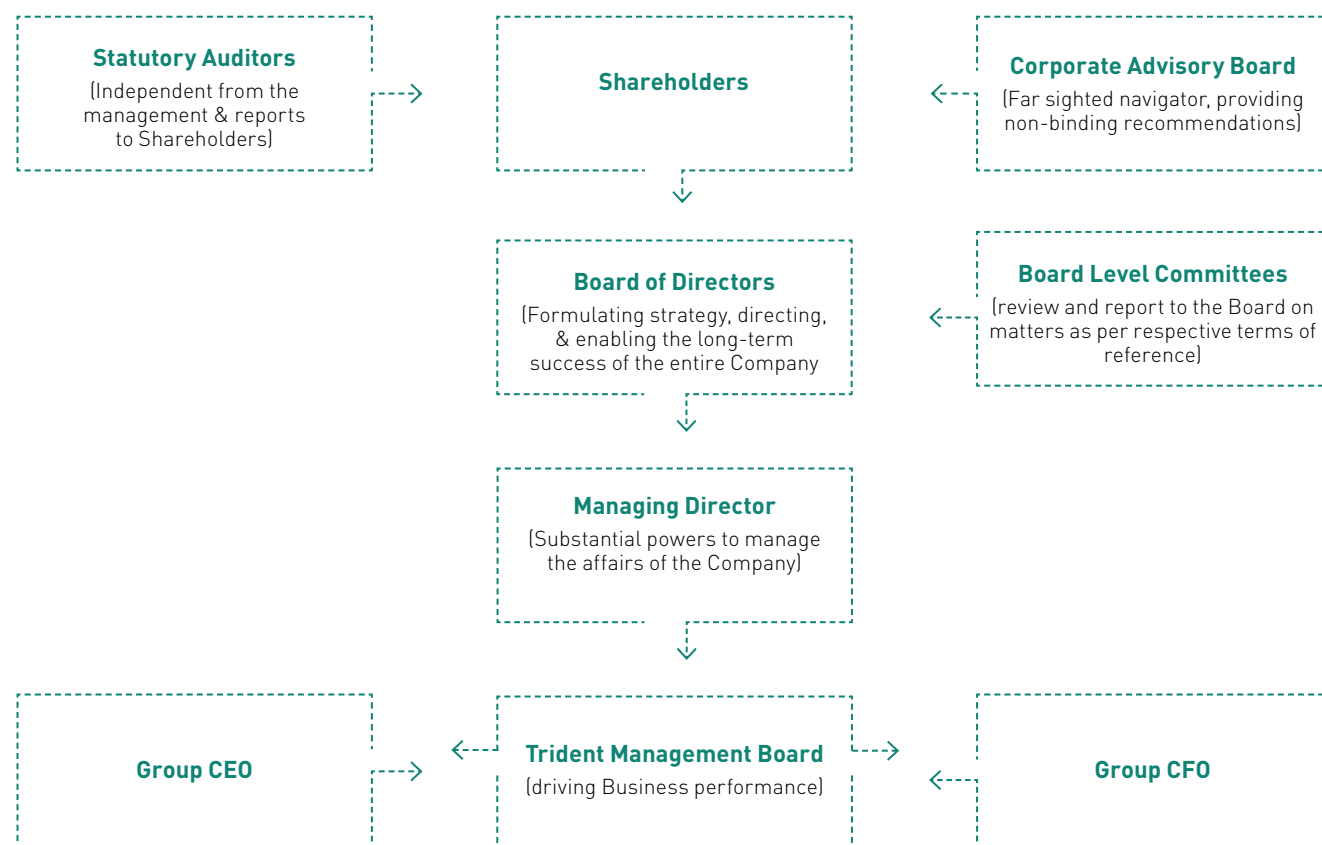 Statutory Auditors
(Independent from the
management & reports
to Shareholders)
Shareholders
Corporate Advisory Board
(Far sighted navigator, providing
non-binding recommendations)
Board of Directors
(Formulating strategy, directing,
& enabling the long-term
success of the entire Company
Board Level Committees
(review and report to the Board on
matters as per respective terms of
reference)
Managing Director
(Substantial powers to manage
the affairs of the Company)
Group CEO
Trident Management Board
(driving Business performance)
Group CFO